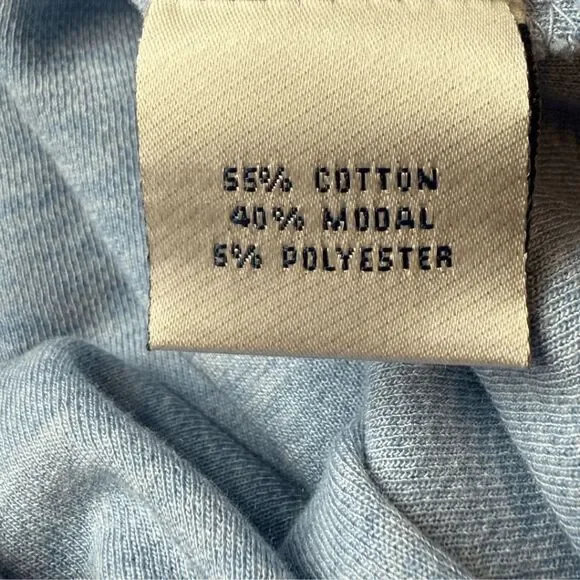 55% COTTON
40% MODAL
5% POLYESTER